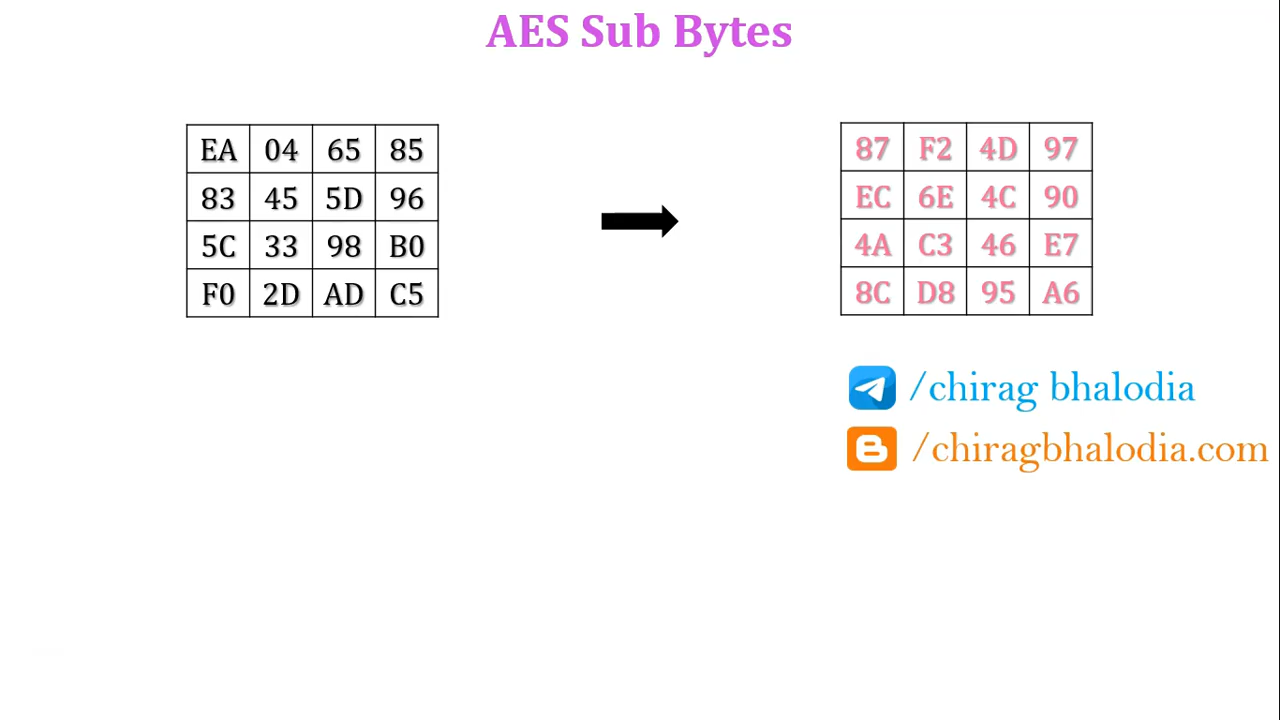 AES Sub Bytes
EA 04 65 85 87 F2 4D 97
83 45 5D 96 EC 6E 4C 90
5C 33 98 B0 4A C3 46 E7
F0 2D AD C5 8C D8 95 A6
/chirag bhalodia
/chiragbhalodia.com